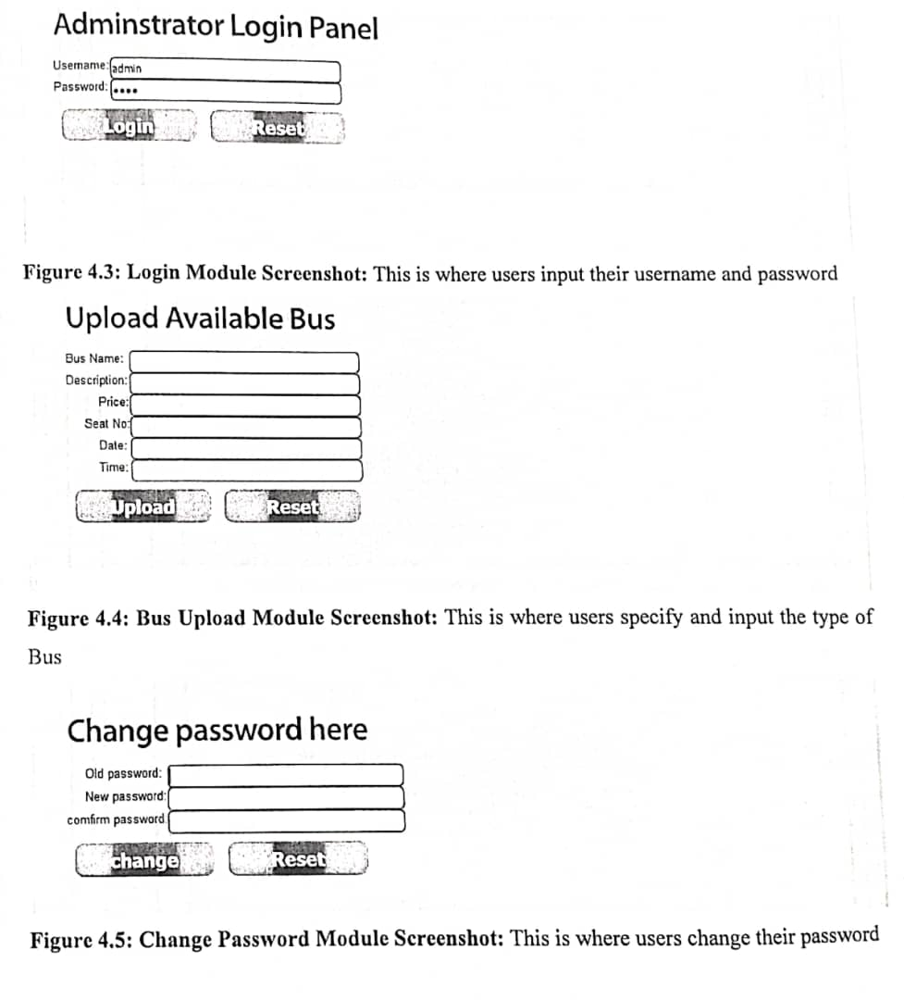 Adminstrator Login Panel
Username: admin
Password: ••••
Login Reset
Figure 4.3: Login Module Screenshot: This is where users input their username and password
Upload Available Bus
Bus Name:
Description:
Price:
Seat No:
Date:
Time:
Upload Reset
Figure 4.4: Bus Upload Module Screenshot: This is where users specify and input the type of
Bus
Change password here
Old password:
New password:
comfirm password
change Reset
Figure 4.5: Change Password Module Screenshot: This is where users change their password